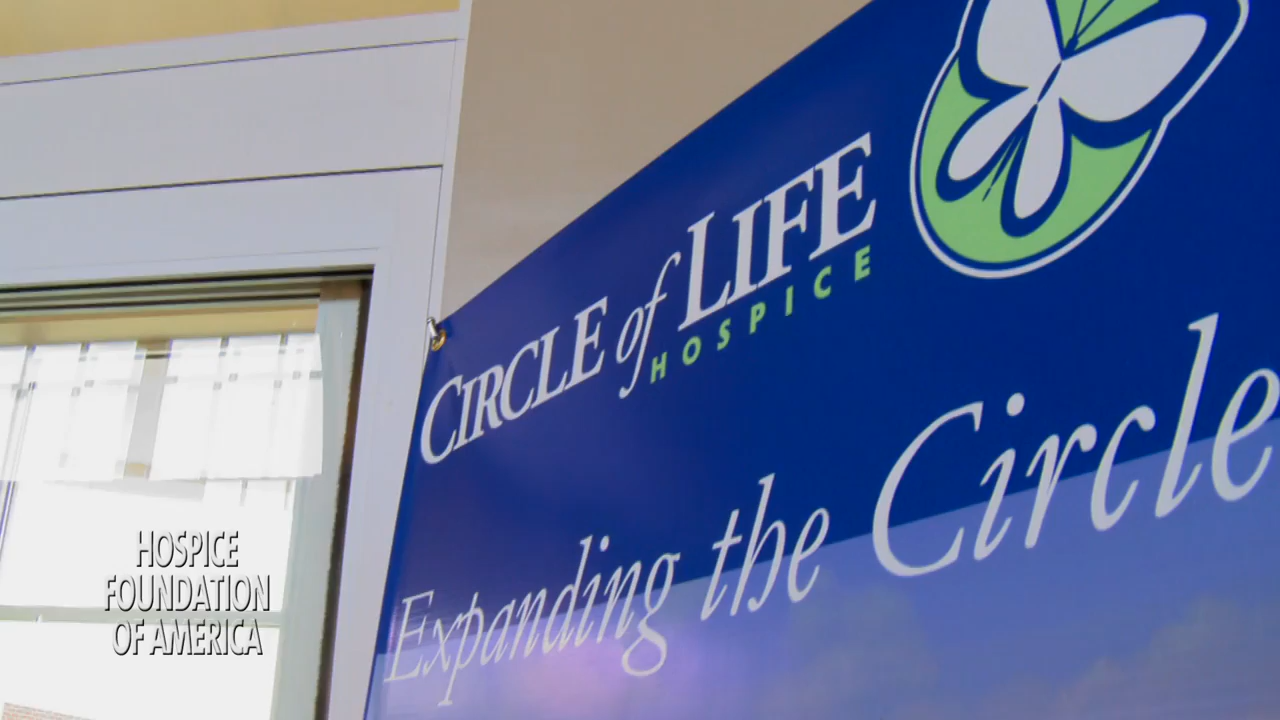 CIRCLE of LIFE
HOSPICE
Expanding the Circle
HOSPICE
FOUNDATION
OF AMERICA